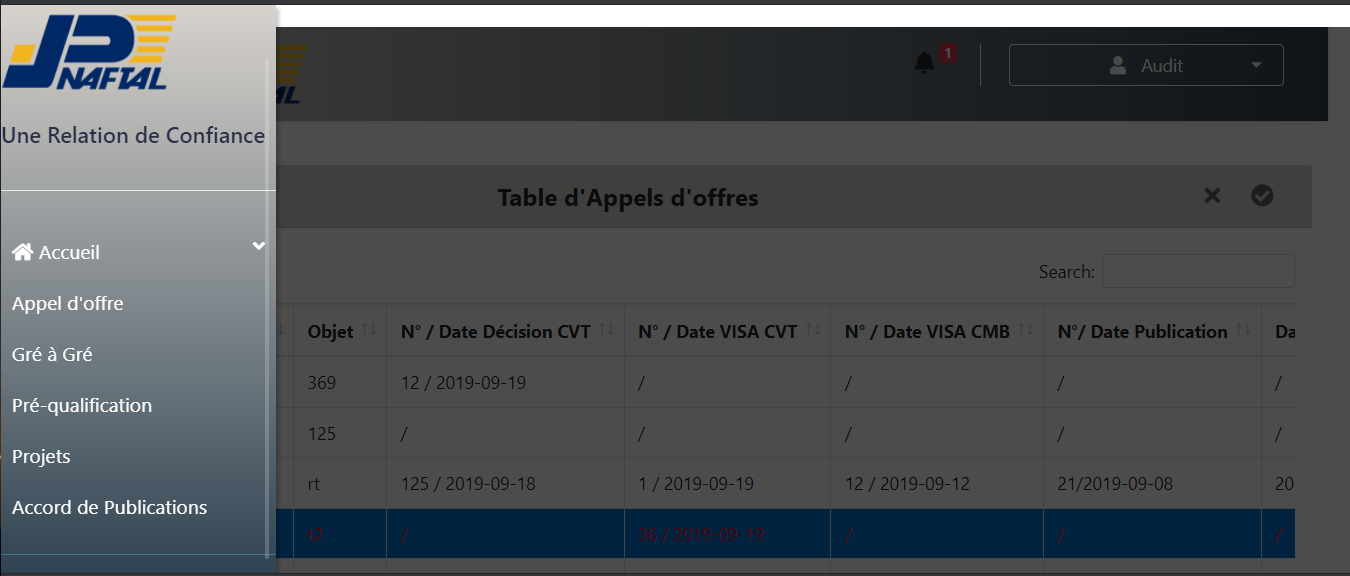 NAFTAL
Une Relation de Confiance
Accueil
Appel d'offre
Gré à Gré
Pré-qualification
Projets
Accord de Publications
AL
1
Audit
Table d'Appels d'offres
Search:
Objet N° / Date Décision CVT N° / Date VISA CVT N° / Date VISA CMB N°/ Date Publication Da
369 12 / 2019-09-19 / / / /
125 / / / / /
rt 125 / 2019-09-18 1 / 2019-09-19 12 / 2019-09-12 21/2019-09-08 20
t2 / 36 / 2019-09-19 / / /